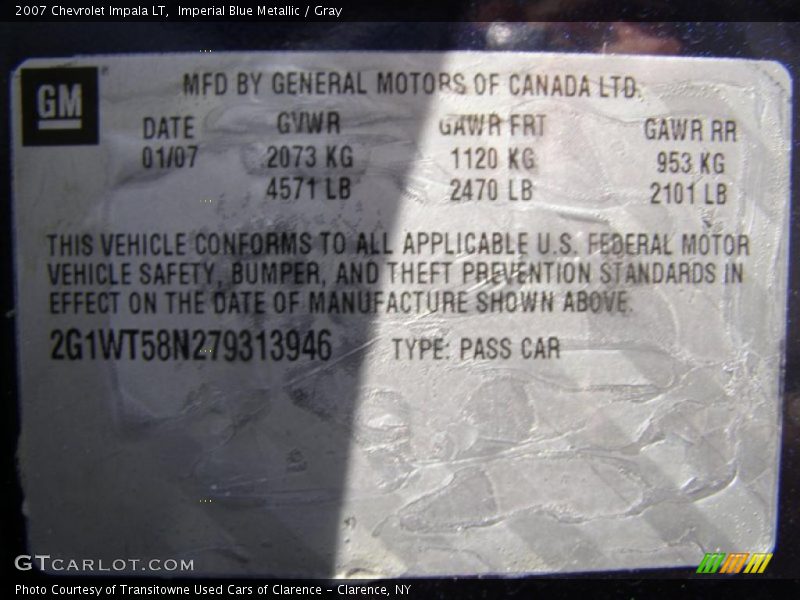 2007 Chevrolet Impala LT,  Imperial Blue Metallic / Gray
GM
MFD BY GENERAL MOTORS OF CANADA LTD.
DATE GVWR GAWR FRT GAWR RR
01/07 2073 KG 1120 KG 953 KG
4571 LB 2470 LB 2101 LB
THIS VEHICLE CONFORMS TO ALL APPLICABLE U.S. FEDERAL MOTOR
VEHICLE SAFETY, BUMPER, AND THEFT PREVENTION STANDARDS IN
EFFECT ON THE DATE OF MANUFACTURE SHOWN ABOVE.
2G1WT58N279313946 TYPE: PASS CAR
GTCARLOT.COM
Photo Courtesy of Transitowne Used Cars of Clarence - Clarence, NY